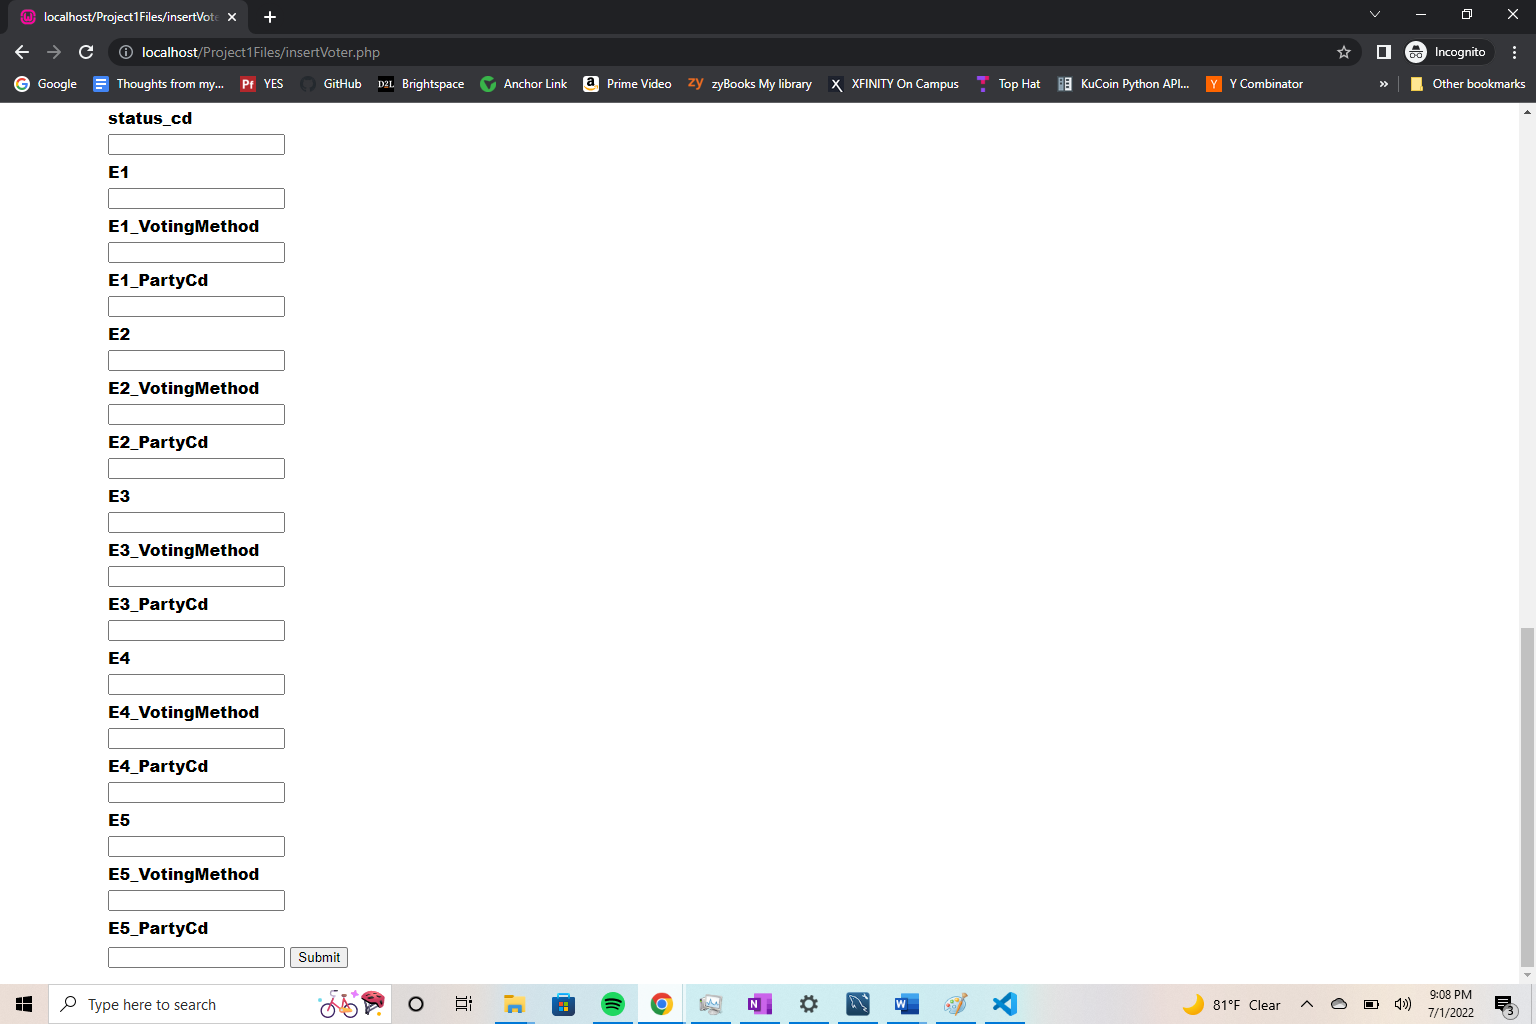 localhost/Project1Files/insertVote
localhost/Project1Files/insertVoter.php
Incognito
Google
Thoughts from my...
Pf YES
GitHub
D2L Brightspace
Anchor Link
a Prime Video
zy zyBooks My library
X XFINITY On Campus
T Top Hat
KuCoin Python API...
Y Y Combinator
»
Other bookmarks
status_cd
E1
E1_VotingMethod
E1_PartyCd
E2
E2_VotingMethod
E2_PartyCd
E3
E3_VotingMethod
E3_PartyCd
E4
E4_VotingMethod
E4_PartyCd
E5
E5_VotingMethod
E5_PartyCd
Submit
Type here to search
N
W
81°F Clear
9:08 PM
7/1/2022
3